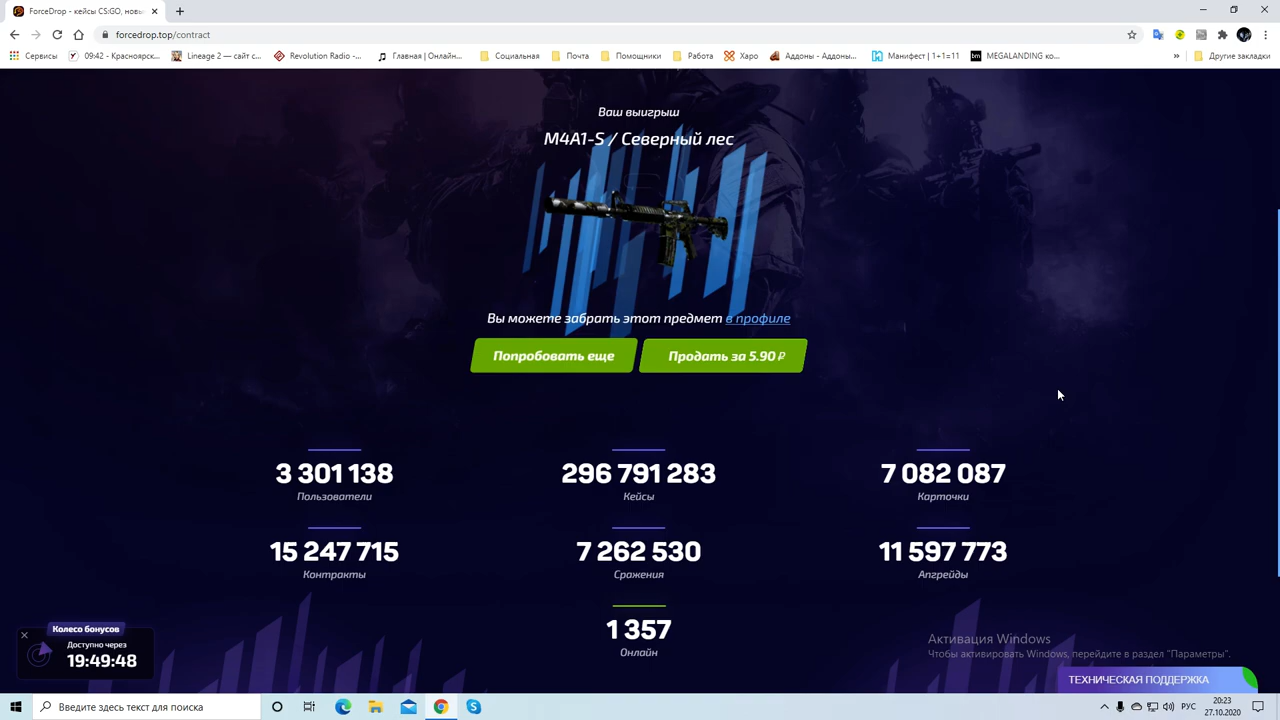 ForceDrop - кейсы CS:GO, новы
forcedrop.top/contract
Сервисы
09:42 - Красноярск...
Lineage 2 — сайт с...
Revolution Radio -...
Главная | Онлайн...
Социальная
Почта
Помощники
Работа
Харо
Аддоны - Аддоны...
Манифест | 1+1=11
MEGALANDING ко...
»
Другие закладки
Ваш выигрыш
M4A1-S / Северный лес
Вы можете забрать этот предмет в профиле
Попробовать еще
Продать за 5.90 ₽
3 301 138
Пользователи
296 791 283
Кейсы
7 082 087
Карточки
15 247 715
Контракты
7 262 530
Сражения
11 597 773
Апгрейды
1 357
Онлайн
Колесо бонусов
Доступно через
19:49:48
Активация Windows
Чтобы активировать Windows, перейдите в раздел "Параметры".
ТЕХНИЧЕСКАЯ ПОДДЕРЖКА
Введите здесь текст для поиска
РУС
20:23
27.10.2020